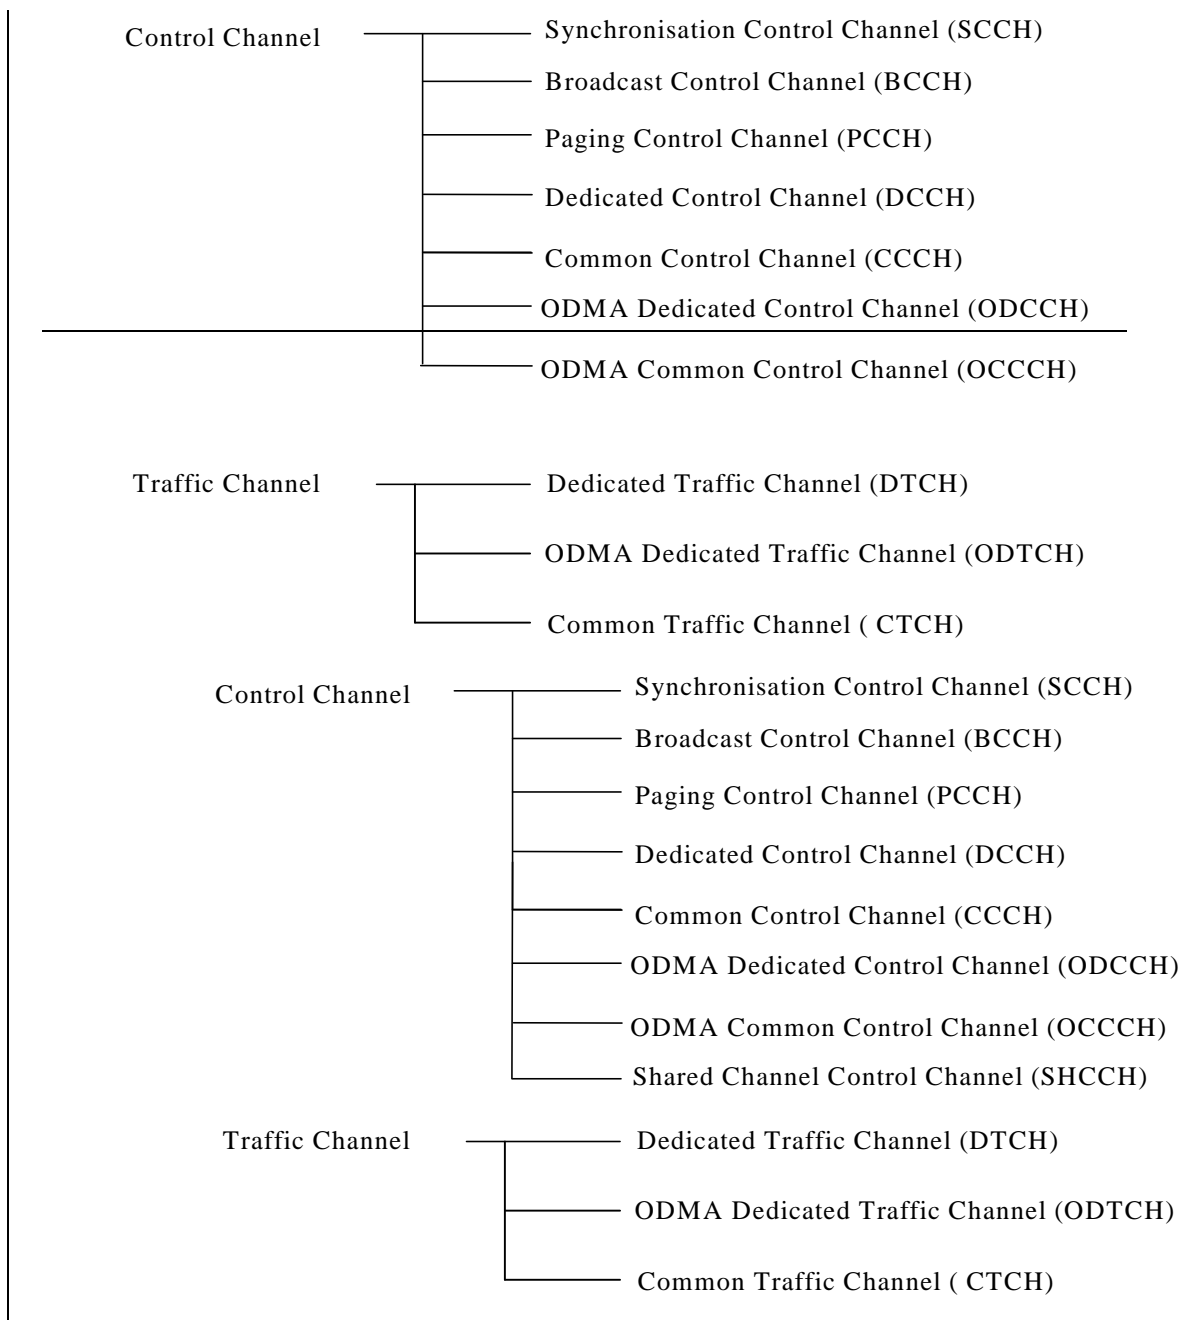 Control Channel
Synchronisation Control Channel (SCCH)
Broadcast Control Channel (BCCH)
Paging Control Channel (PCCH)
Dedicated Control Channel (DCCH)
Common Control Channel (CCCH)
ODMA Dedicated Control Channel (ODCCH)
ODMA Common Control Channel (OCCCH)
Traffic Channel
Dedicated Traffic Channel (DTCH)
ODMA Dedicated Traffic Channel (ODTCH)
Common Traffic Channel ( CTCH)
Control Channel
Synchronisation Control Channel (SCCH)
Broadcast Control Channel (BCCH)
Paging Control Channel (PCCH)
Dedicated Control Channel (DCCH)
Common Control Channel (CCCH)
ODMA Dedicated Control Channel (ODCCH)
ODMA Common Control Channel (OCCCH)
Shared Channel Control Channel (SHCCH)
Traffic Channel
Dedicated Traffic Channel (DTCH)
ODMA Dedicated Traffic Channel (ODTCH)
Common Traffic Channel ( CTCH)